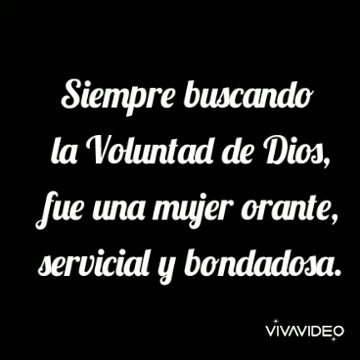 Siempre buscando
la Voluntad de Dios,
fue una mujer orante,
servicial y bondadosa.
VIVAVIDEO